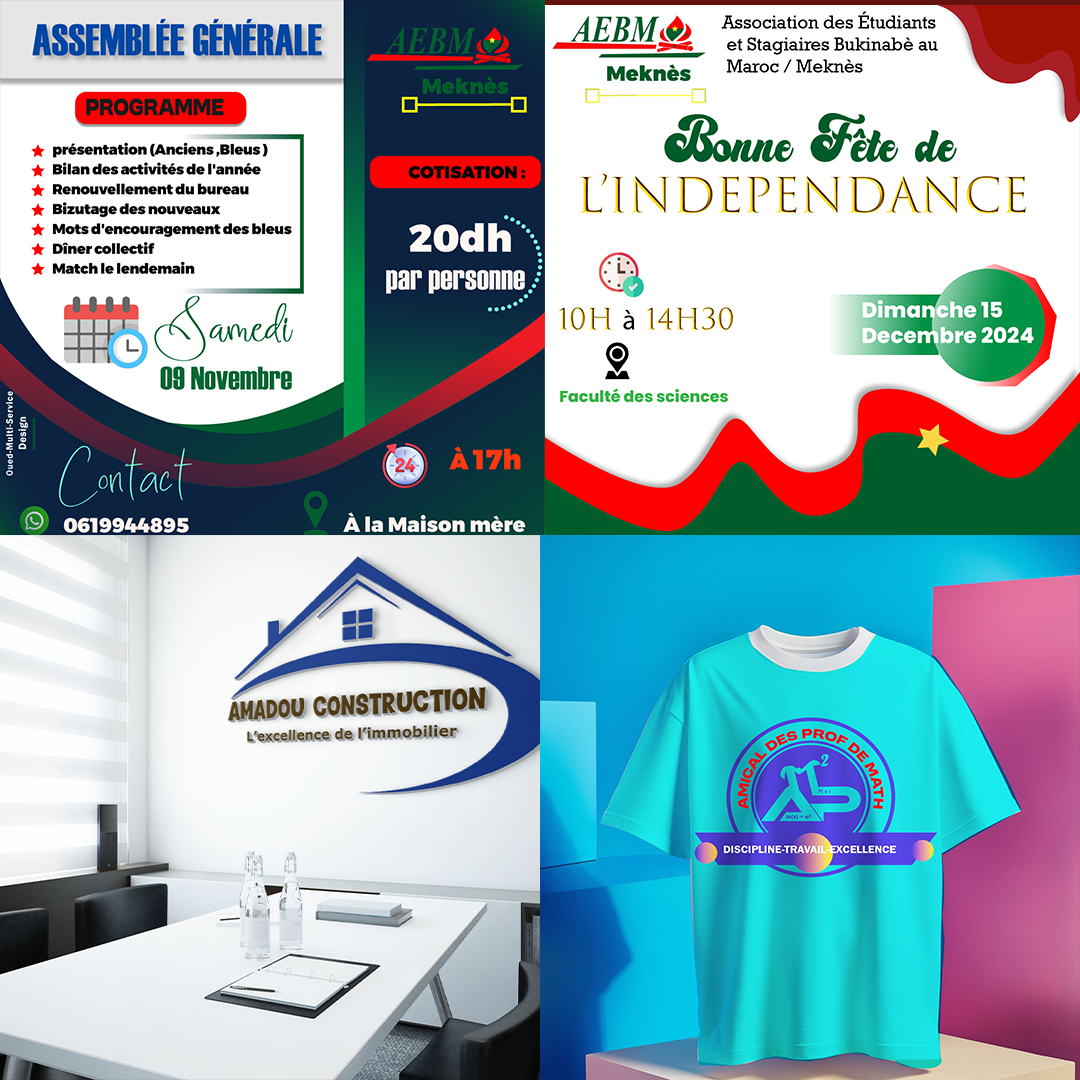 ASSEMBLÉE GÉNÉRALE
PROGRAMME
présentation (Anciens ,Bleus )
Bilan des activités de l'année
Renouvellement du bureau
Bizutage des nouveaux
Mots d'encouragement des bleus
Dîner collectif
Match le lendemain
Samedi
09 Novembre
Oued-Multi-Service
Design
Contact
0619944895
AEBM
Meknès
COTISATION :
20dh
par personne
24
À 17h
À la Maison mère
AEBM
Meknès
Association des Étudiants
et Stagiaires Bukinabè au
Maroc / Meknès
Bonne Fête de
L'INDEPENDANCE
10H à 14H30
Faculté des sciences
Dimanche 15
Decembre 2024
AMADOU CONSTRUCTION
L'excellence de l'immobilier
AMICAL DES PROF DE MATH
DISCIPLINE-TRAVAIL-EXCELLENCE